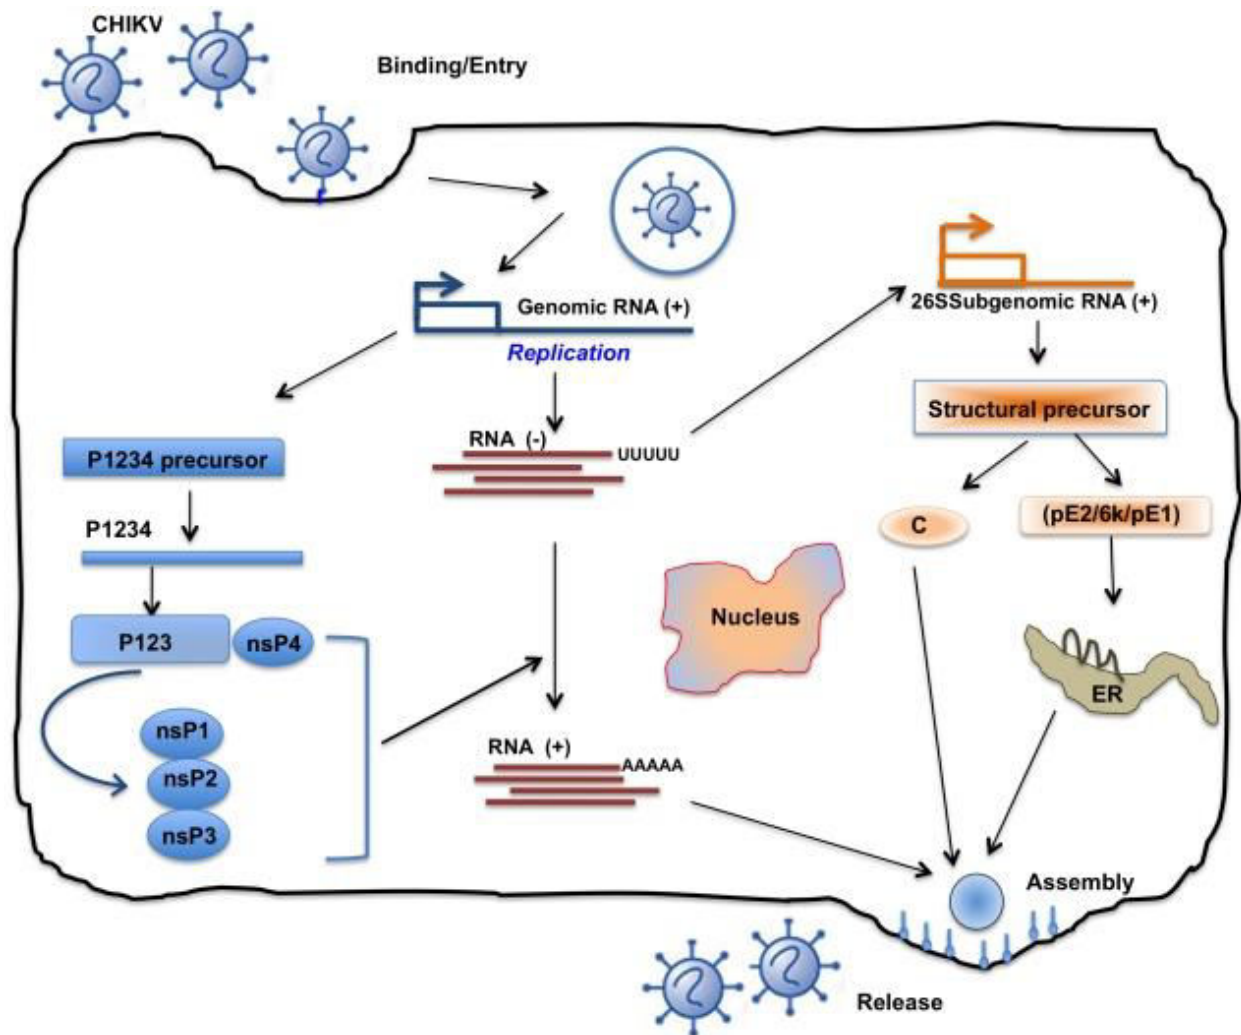 CHIKV
Binding/Entry
Genomic RNA (+)
Replication
26SSubgenomic RNA (+)
Structural precursor
RNA (-)
UUUUU
P1234 precursor
P1234
C
(pE2/6k/pE1)
P123
nsP4
Nucleus
ER
nsP1
nsP2
nsP3
RNA (+)
AAAAA
Assembly
Release